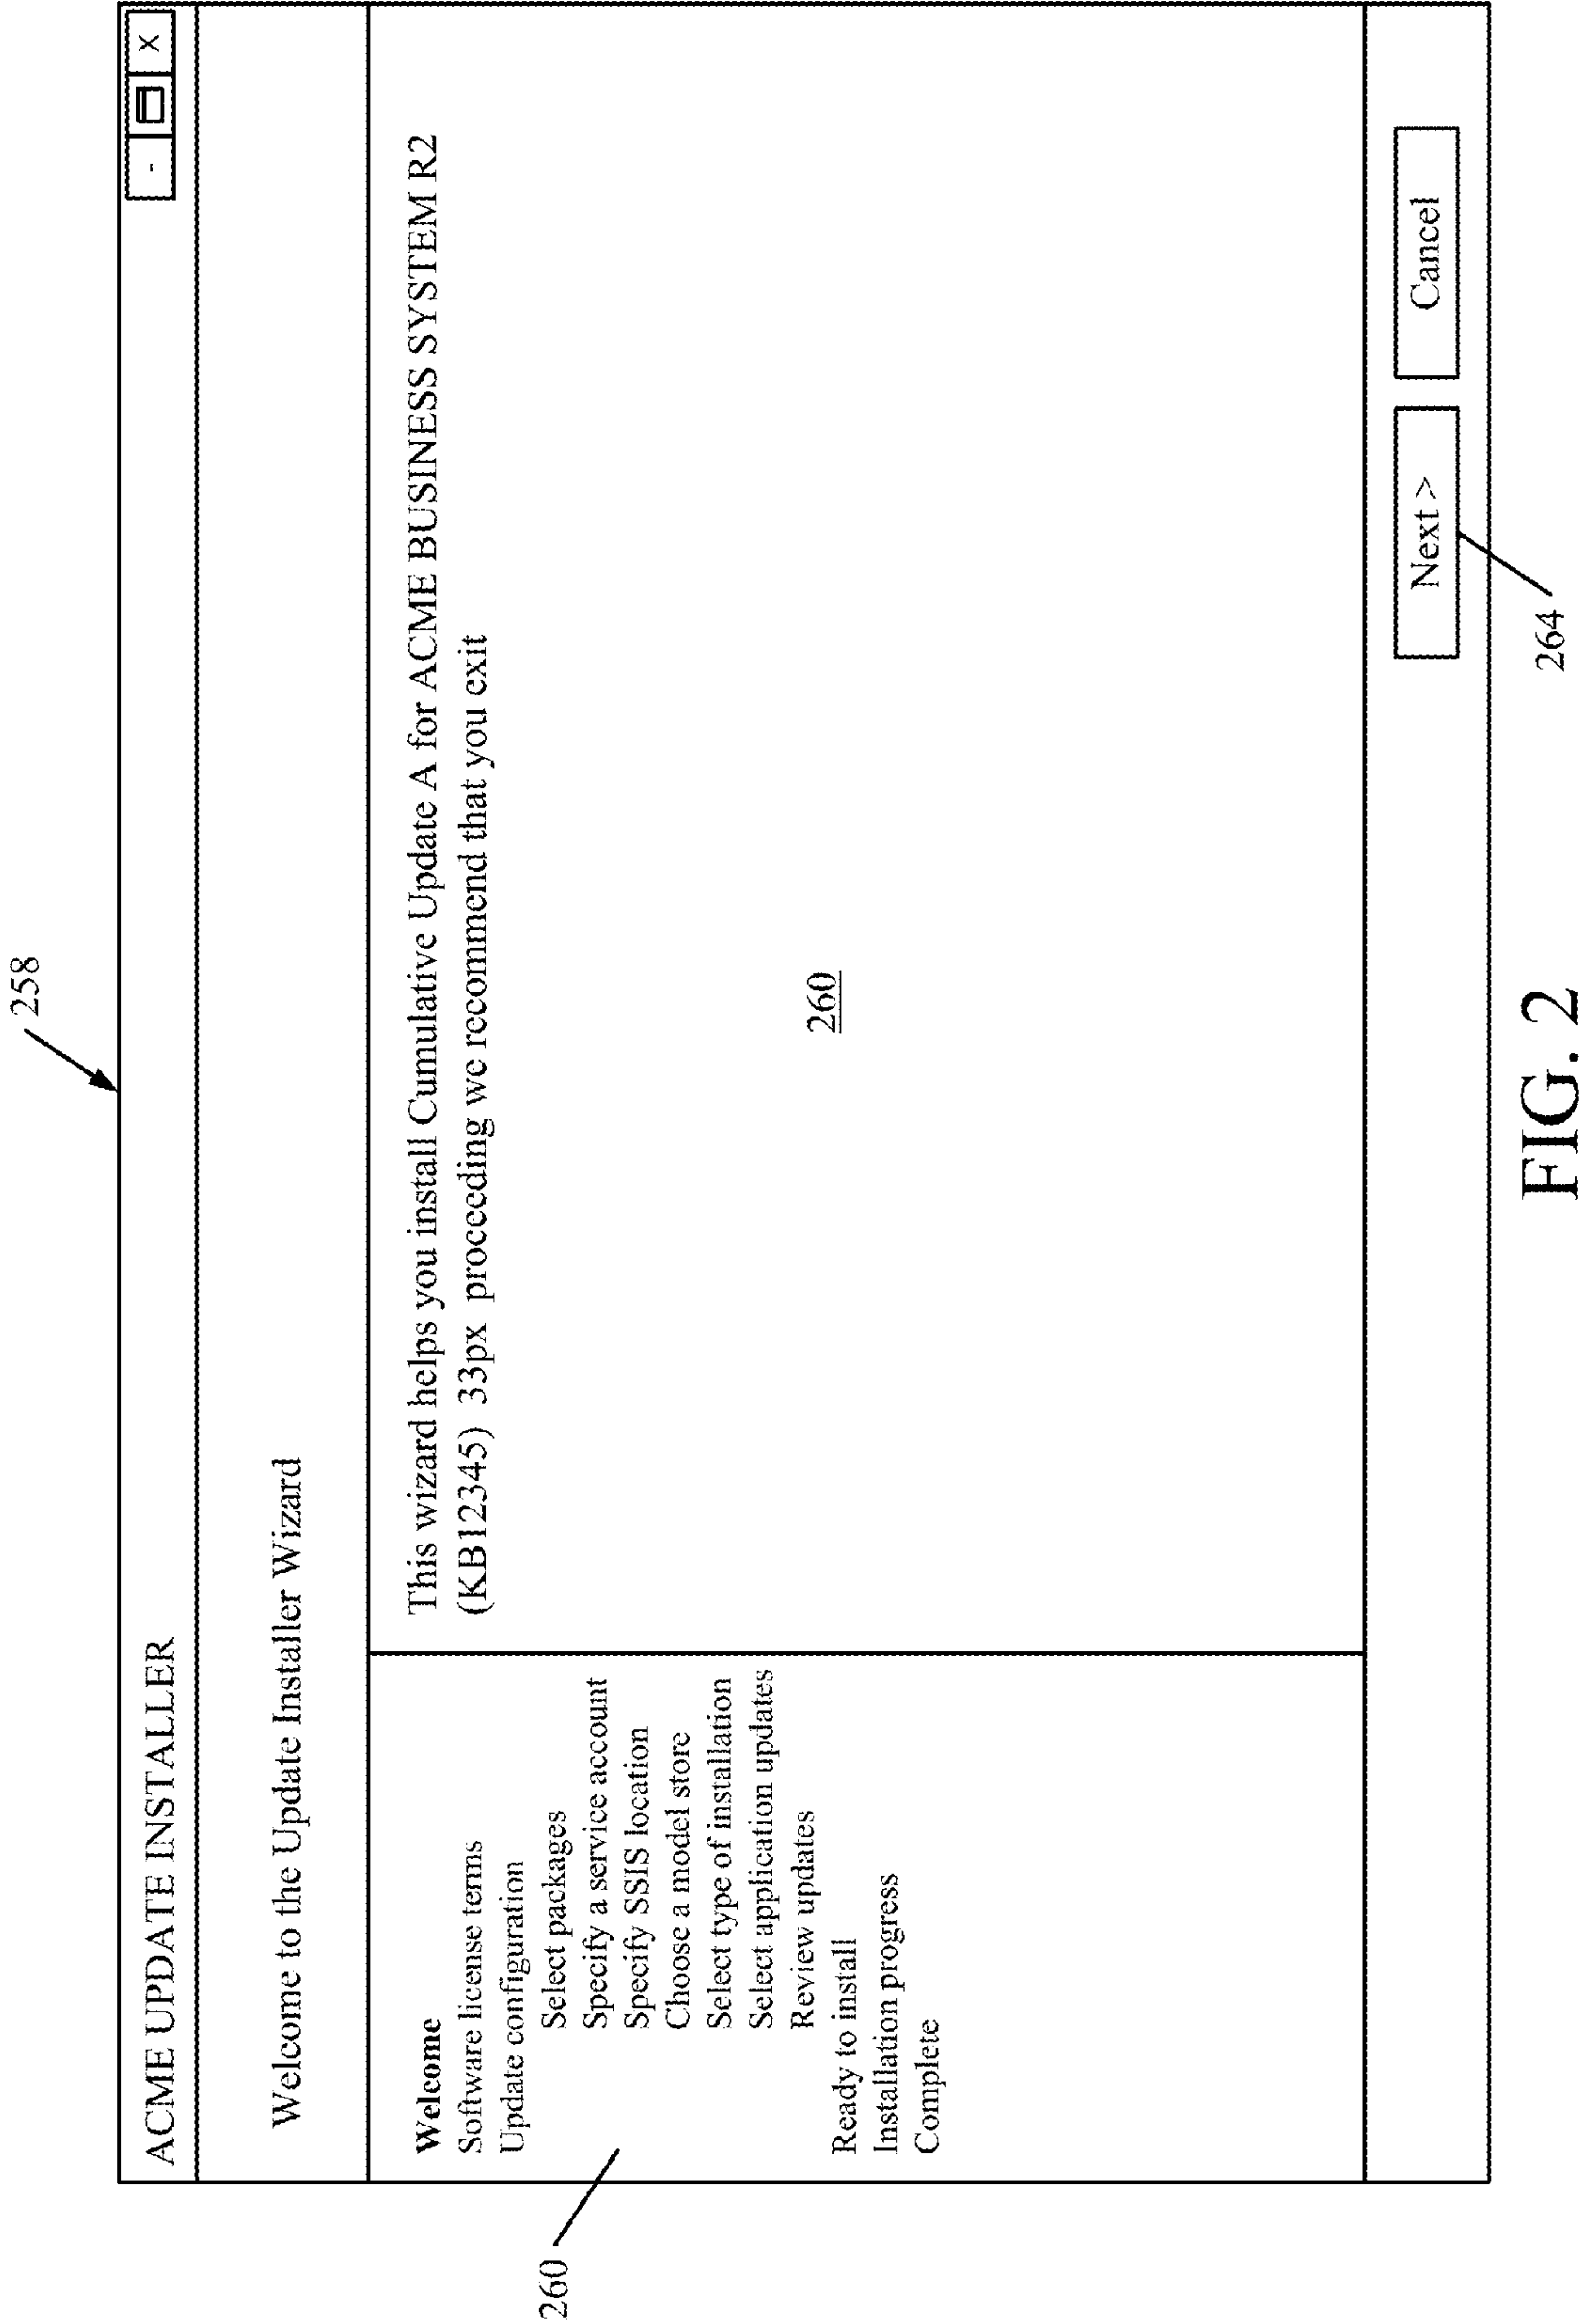 258
ACME UPDATE INSTALLER
- X
Welcome to the Update Installer Wizard
Welcome
Software license terms
Update configuration
Select packages
Specify a service account
Specify SSIS location
Choose a model store
Select type of installation
Select application updates
Review updates
Ready to install
Installation progress
Complete
260
This wizard helps you install Cumulative Update A for ACME BUSINESS SYSTEM R2
(KB12345) 33px proceeding we recommend that you exit
260
Next >
Cancel
264
FIG. 2